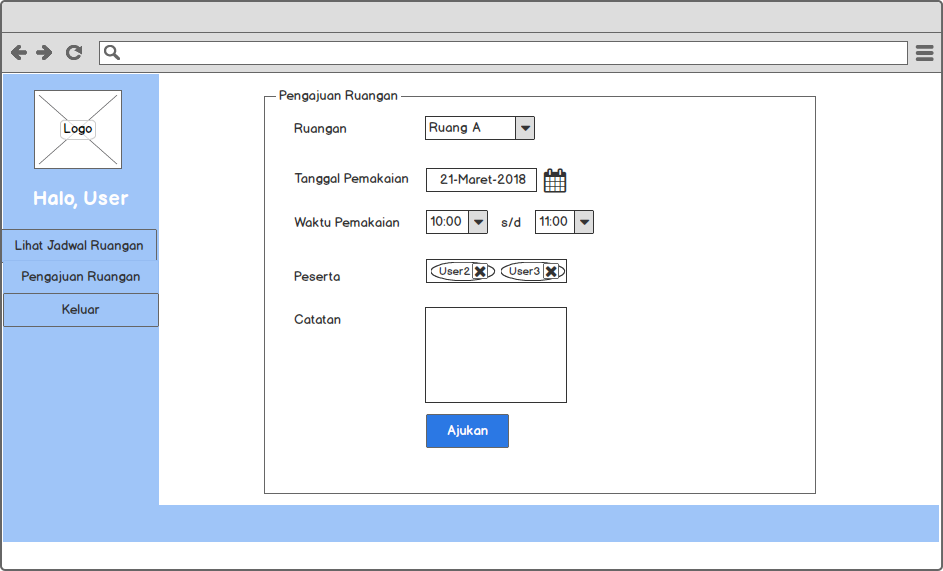 Logo
Halo, User
Lihat Jadwal Ruangan
Pengajuan Ruangan
Keluar
Pengajuan Ruangan
Ruangan Ruang A
Tanggal Pemakaian 21-Maret-2018
Waktu Pemakaian 10:00 s/d 11:00
Peserta User2 User3
Catatan
Ajukan